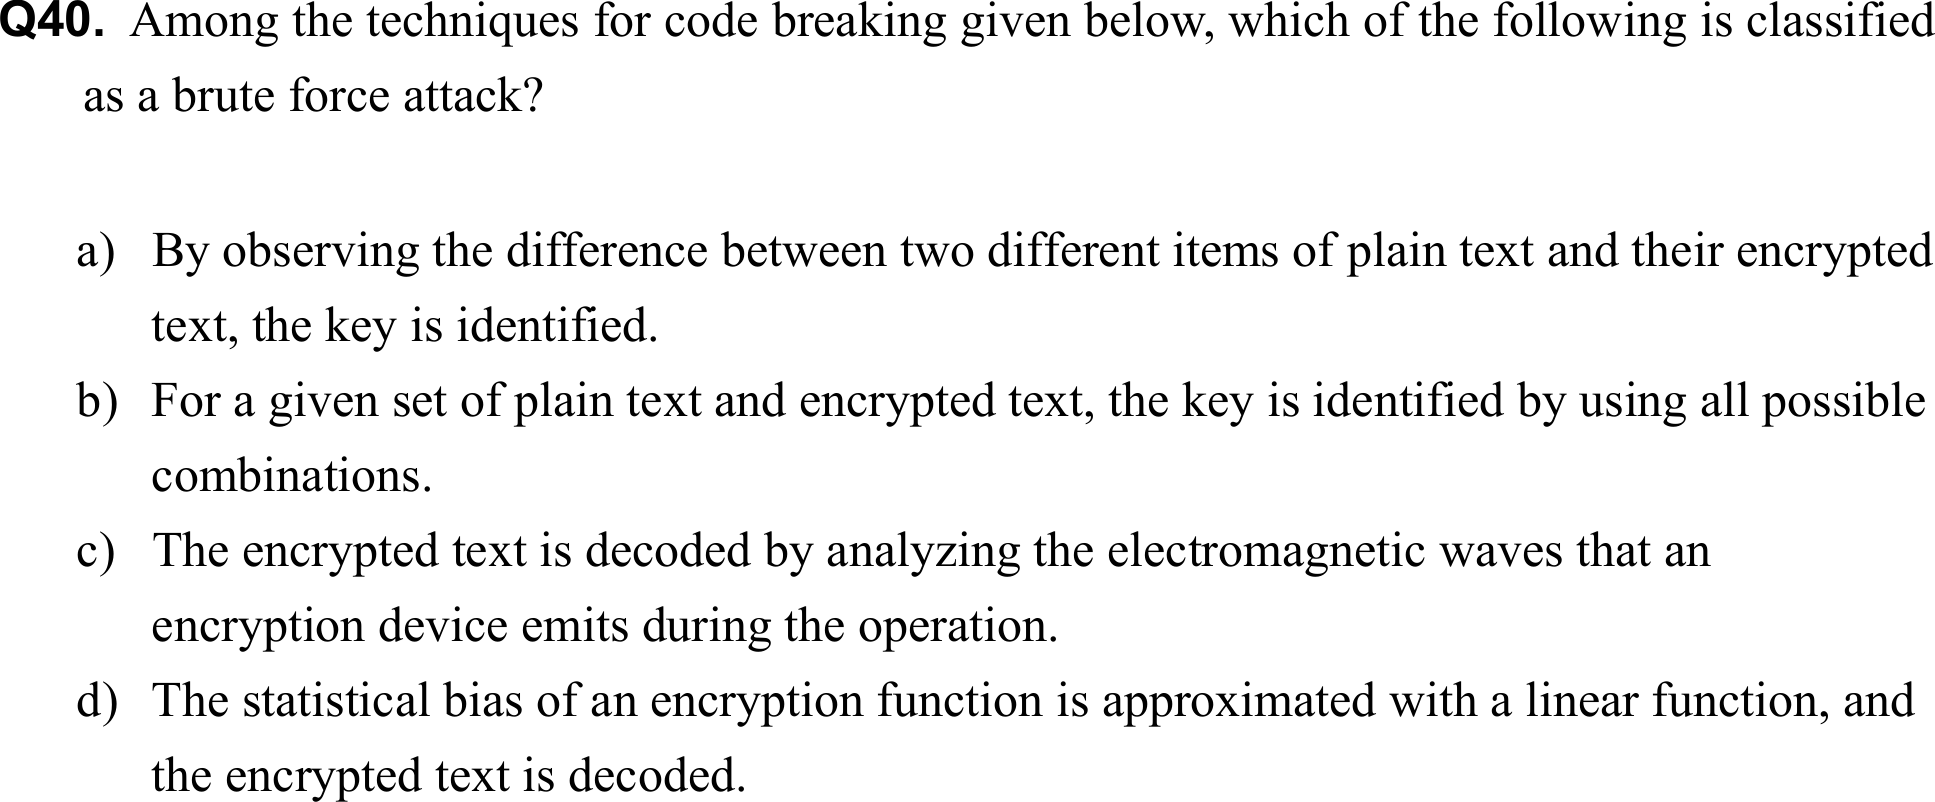 Q40. Among the techniques for code breaking given below, which of the following is classified
as a brute force attack?
a) By observing the difference between two different items of plain text and their encrypted
text, the key is identified.
b) For a given set of plain text and encrypted text, the key is identified by using all possible
combinations.
c) The encrypted text is decoded by analyzing the electromagnetic waves that an
encryption device emits during the operation.
d) The statistical bias of an encryption function is approximated with a linear function, and
the encrypted text is decoded.